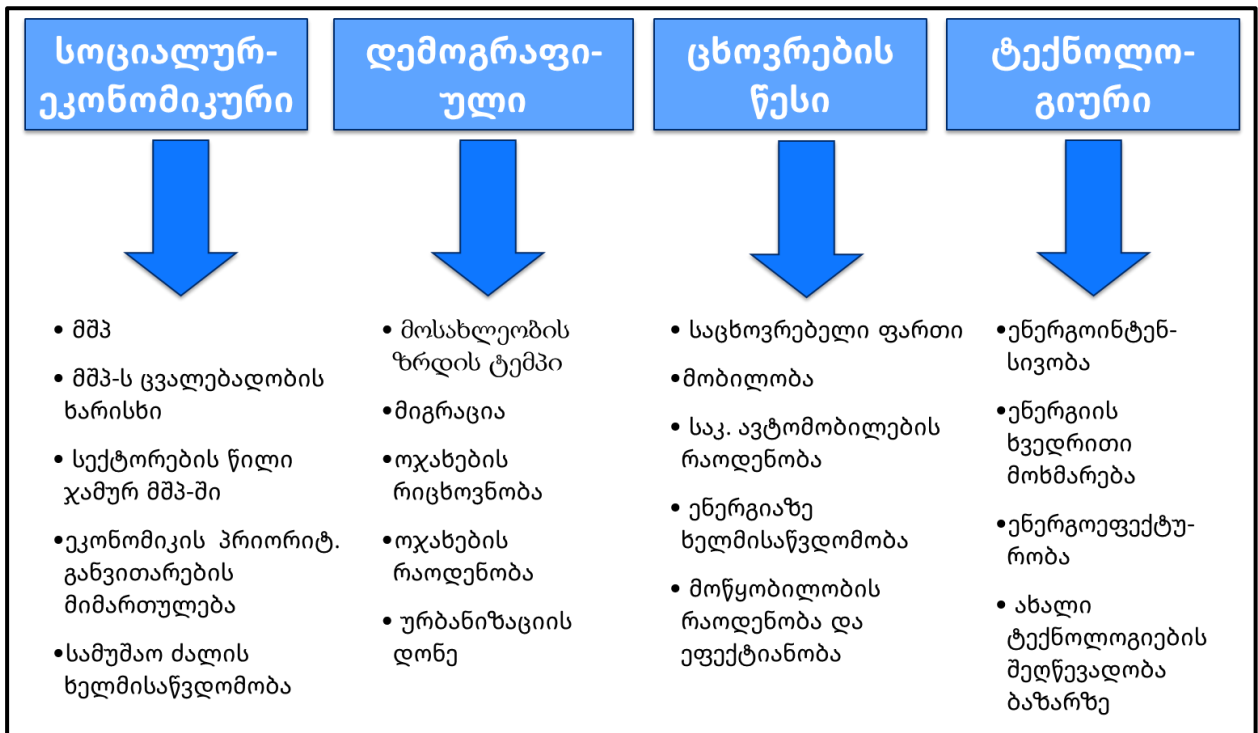 სოციალურ-
ეკონომიკური
დემოგრაფი-
ული
ცხოვრების
წესი
ტექნოლო-
გიური
• მშპ
• მშპ-ს ცვალებადობის
ხარისხი
• სექტორების წილი
ჯამურ მშპ-ში
•ეკონომიკის პრიორიტ.
განვითარების
მიმართულება
•სამუშაო ძალის
ხელმისაწვდომობა
• მოსახლეობის
ზრდის ტემპი
•მიგრაცია
•ოჯახების
რიცხოვნობა
•ოჯახების
რაოდენობა
• ურბანიზაციის
დონე
• საცხოვრებელი ფართი
•მობილობა
• საკ. ავტომობილების
რაოდენობა
• ენერგიაზე
ხელმისაწვდომობა
• მოწყობილობის
რაოდენობა და
ეფექტიანობა
•ენერგოინტენ-
სივობა
•ენერგიის
ხვედრითი
მოხმარება
•ენერგოეფექტუ-
რობა
• ახალი
ტექნოლოგიების
შეღწევადობა
ბაზარზე